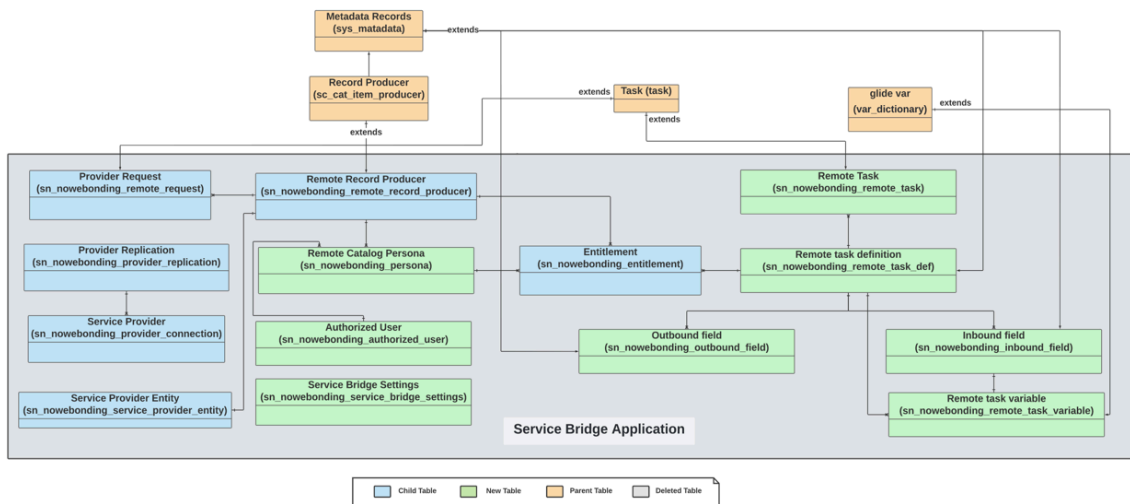 Metadata Records
(sys_matadata)
extends
Record Producer
(sc_cat_item_producer)
extends
Task (task)
extends
glide var
(var_dictionary)
extends
extends
Provider Request
(sn_nowebonding_remote_request)
Remote Record Producer
(sn_nowebonding_remote_record_producer)
Remote Task
(sn_nowebonding_remote_task)
Provider Replication
(sn_nowebonding_provider_replication)
Remote Catalog Persona
(sn_nowebonding_persona)
Entitlement
(sn_nowebonding_entitlement)
Remote task definition
(sn_nowebonding_remote_task_def)
Service Provider
(sn_nowebonding_provider_connection)
Authorized User
(sn_nowebonding_authorized_user)
Outbound field
(sn_nowebonding_outbound_field)
Inbound field
(sn_nowebonding_inbound_field)
Service Provider Entity
(sn_nowebonding_service_provider_entity)
Service Bridge Settings
(sn_nowebonding_service_bridge_settings)
Remote task variable
(sn_nowebonding_remote_task_variable)
Service Bridge Application
Child Table
New Table
Parent Table
Deleted Table